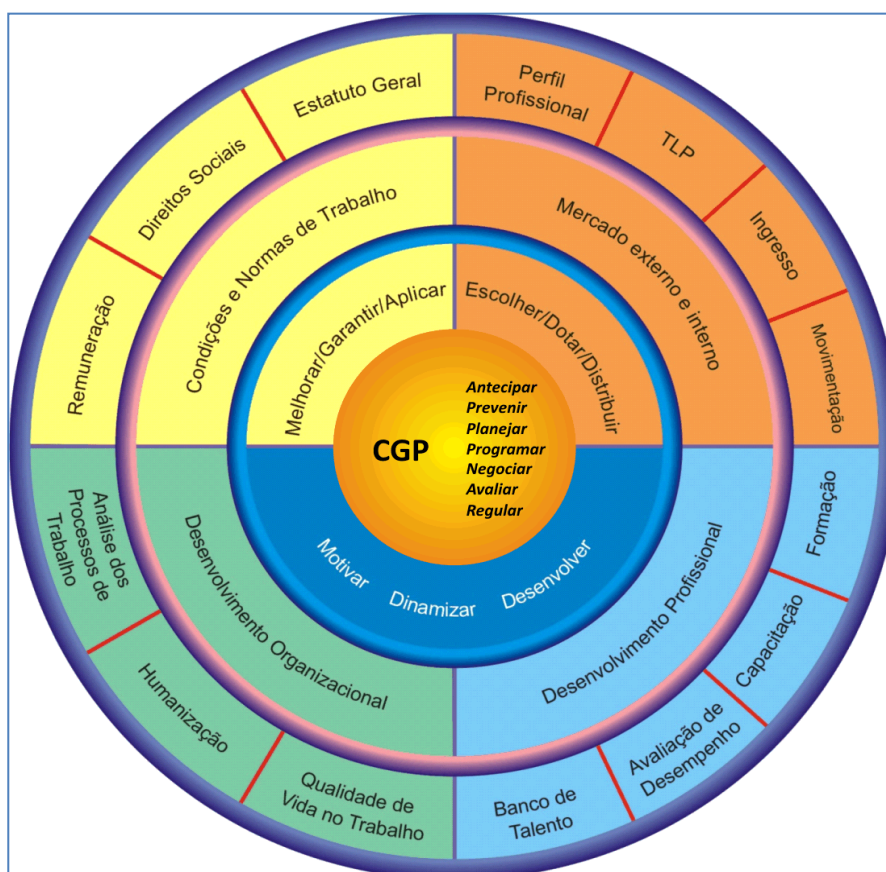 Estatuto Geral
Direitos Sociais
Remuneração
Perfil
Profissional
TLP
Ingresso
Movimentação
Condições e Normas de Trabalho
Mercado externo e interno
Melhorar/Garantir/Aplicar
Escolher/Dotar/Distribuir
CGP
Antecipar
Prevenir
Planejar
Programar
Negociar
Avaliar
Regular
Motivar
Dinamizar
Desenvolver
Desenvolvimento Organizacional
Desenvolvimento Profissional
Análise dos
Processos de
Trabalho
Humanização
Qualidade de
Vida no Trabalho
Formação
Capacitação
Avaliação de
Desempenho
Banco de
Talento